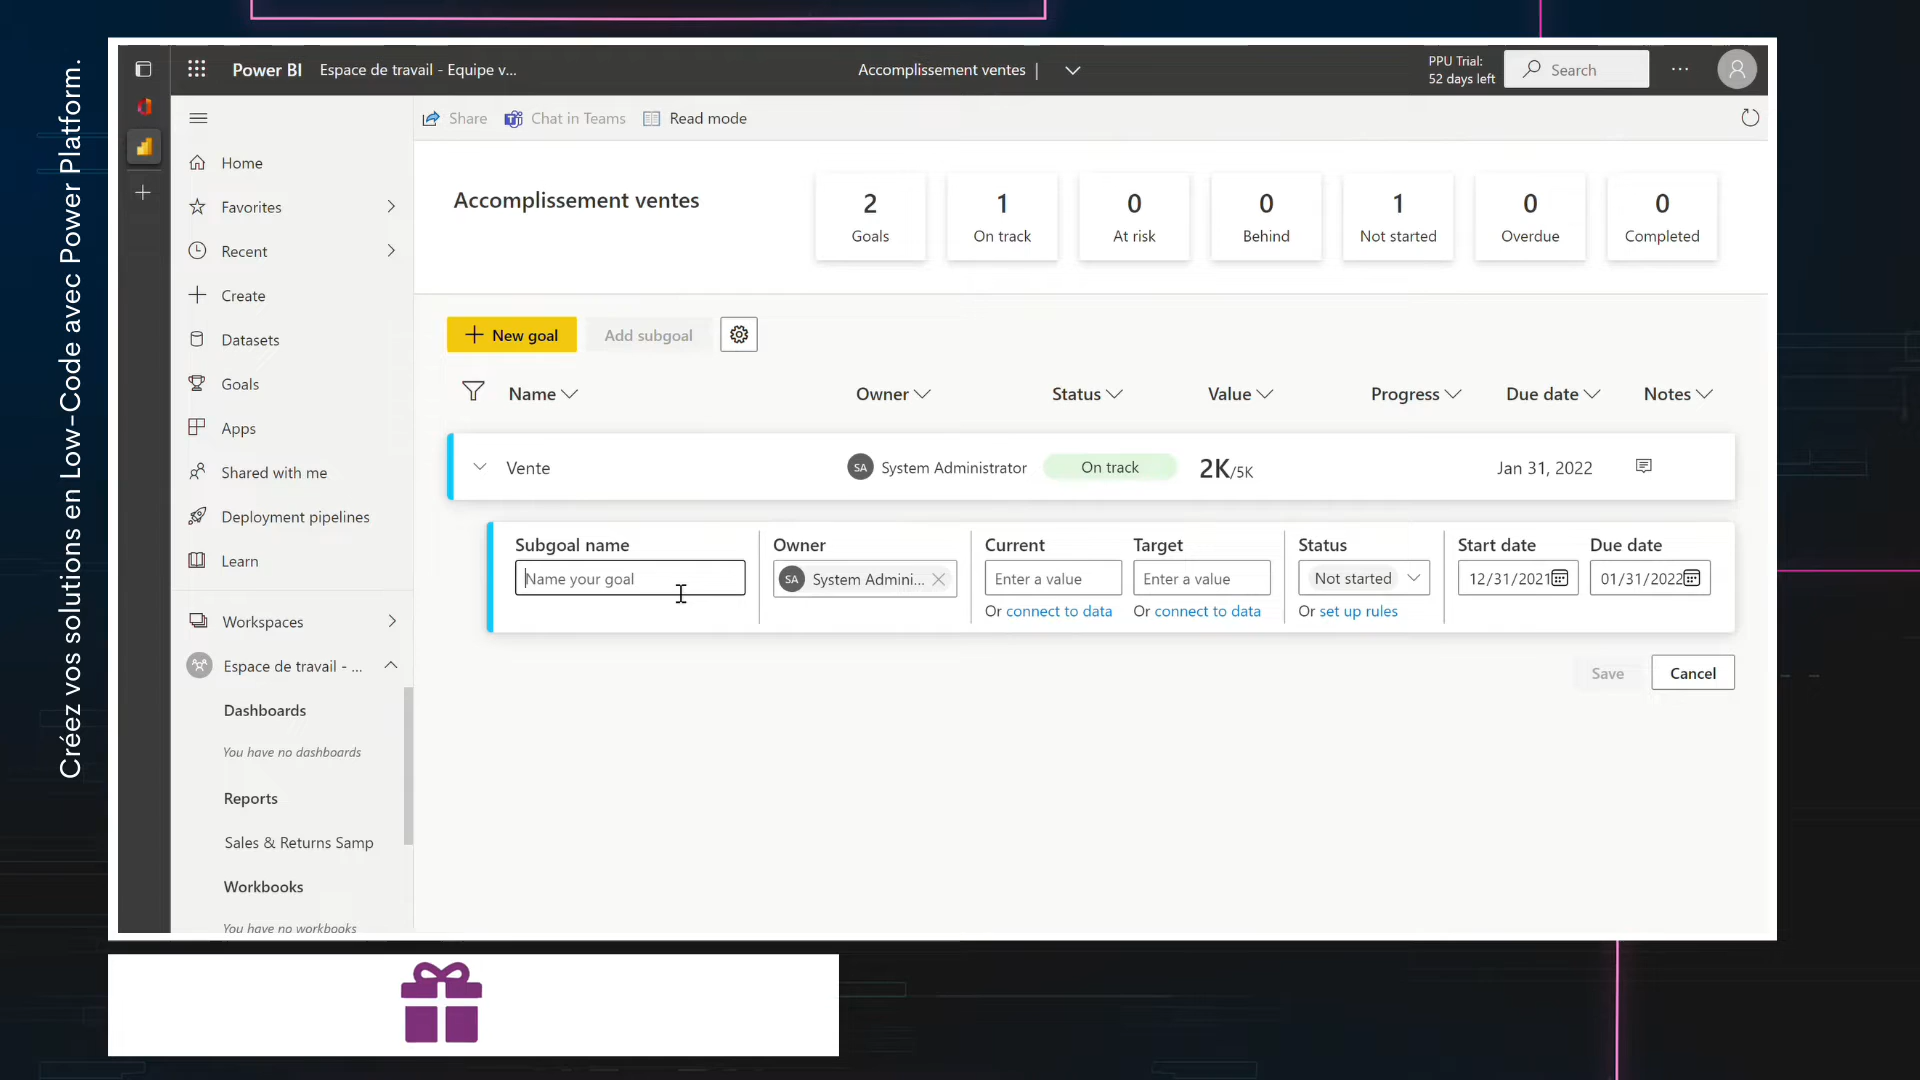 Créez vos solutions en Low-Code avec Power Platform.
Power BI
Espace de travail - Equipe v...
Accomplissement ventes |
PPU Trial:
52 days left
Search
Share
Chat in Teams
Read mode
Home
Favorites
Recent
Create
Datasets
Goals
Apps
Shared with me
Deployment pipelines
Learn
Workspaces
Espace de travail - ...
Dashboards
You have no dashboards
Reports
Sales & Returns Samp
Workbooks
You have no workbooks
Accomplissement ventes
2
Goals
1
On track
0
At risk
0
Behind
1
Not started
0
Overdue
0
Completed
New goal
Add subgoal
Name
Owner
Status
Value
Progress
Due date
Notes
Vente
SA
System Administrator
On track
2K/5K
Jan 31, 2022
Subgoal name
Name your goal
Owner
SA
System Admini...
Current
Enter a value
Or connect to data
Target
Enter a value
Or connect to data
Status
Not started
Or set up rules
Start date
12/31/2021
Due date
01/31/2022
Save
Cancel